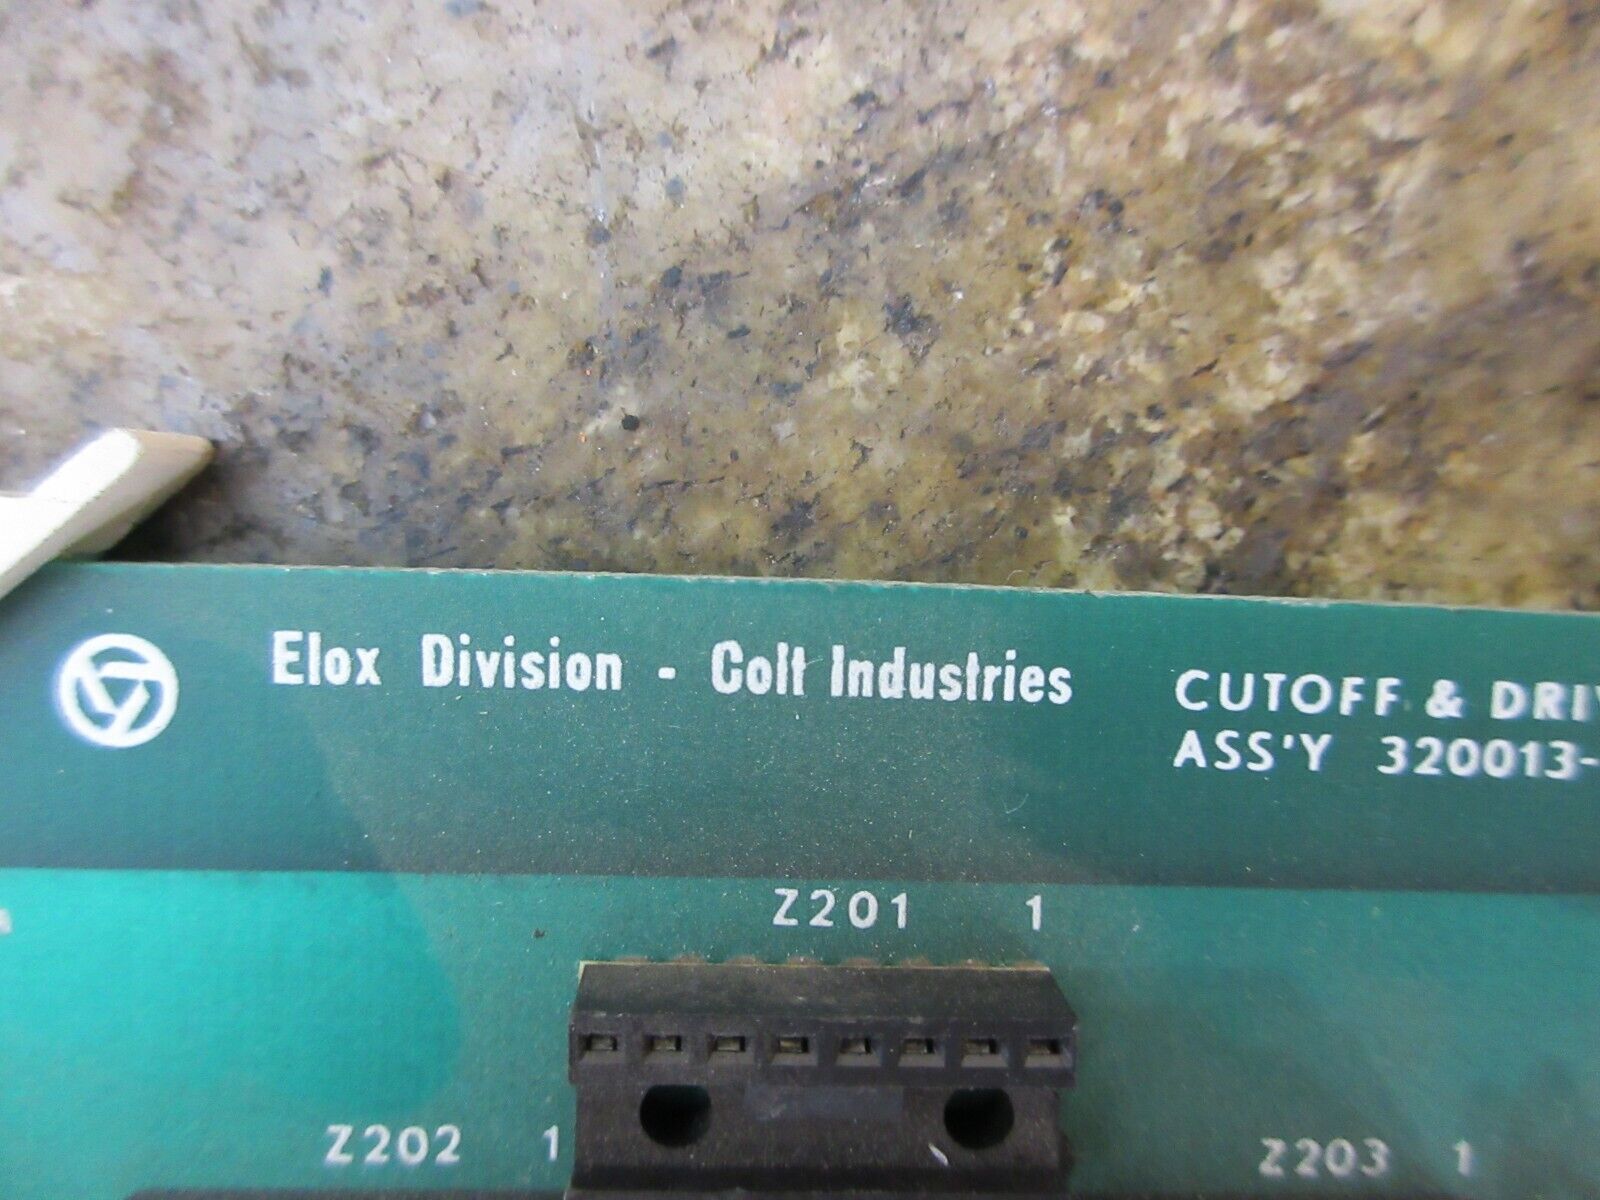 Elox Division - Colt Industries
CUTOFF & DRIV
ASS'Y 320013-
Z201 1
Z202 1
Z203 1